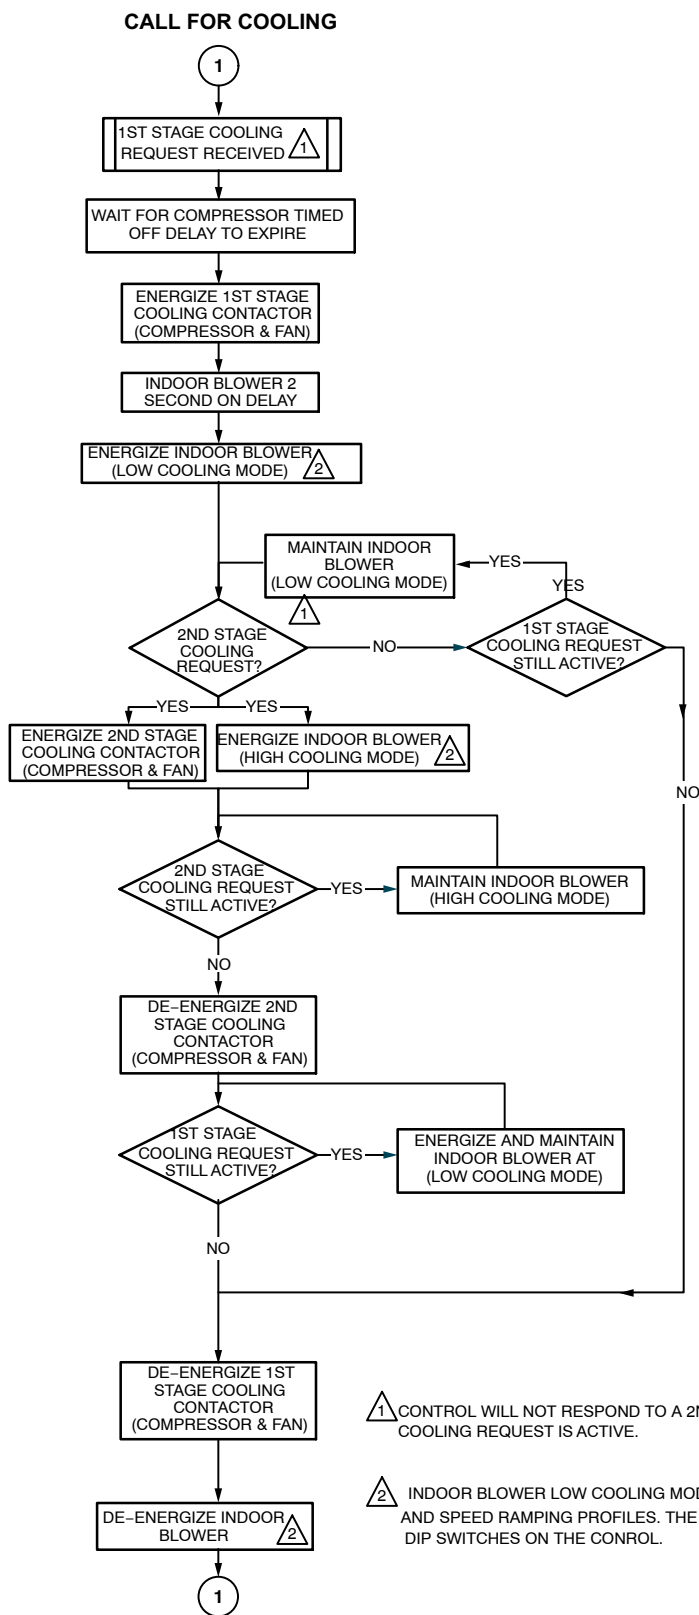 CALL FOR COOLING
1
1ST STAGE COOLING
REQUEST RECEIVED 1
WAIT FOR COMPRESSOR TIMED
OFF DELAY TO EXPIRE
ENERGIZE 1ST STAGE
COOLING CONTACTOR
(COMPRESSOR & FAN)
INDOOR BLOWER 2
SECOND ON DELAY
ENERGIZE INDOOR BLOWER
(LOW COOLING MODE) 2
MAINTAIN INDOOR
BLOWER
(LOW COOLING MODE)
1
YES
YES
2ND STAGE
COOLING
REQUEST?
NO
1ST STAGE
COOLING REQUEST
STILL ACTIVE?
YES
YES
ENERGIZE 2ND STAGE
COOLING CONTACTOR
(COMPRESSOR & FAN)
ENERGIZE INDOOR BLOWER
(HIGH COOLING MODE) 2
NO
2ND STAGE
COOLING REQUEST
STILL ACTIVE?
YES
MAINTAIN INDOOR BLOWER
(HIGH COOLING MODE)
NO
DE-ENERGIZE 2ND
STAGE COOLING
CONTACTOR
(COMPRESSOR & FAN)
1ST STAGE
COOLING REQUEST
STILL ACTIVE?
YES
ENERGIZE AND MAINTAIN
INDOOR BLOWER AT
(LOW COOLING MODE)
NO
DE-ENERGIZE 1ST
STAGE COOLING
CONTACTOR
(COMPRESSOR & FAN)
1 CONTROL WILL NOT RESPOND TO A
COOLING REQUEST IS ACTIVE.
2 INDOOR BLOWER LOW COOLING
AND SPEED RAMPING PROFILES. THE
DIP SWITCHES ON THE CONROL.
DE-ENERGIZE INDOOR
BLOWER 2
1